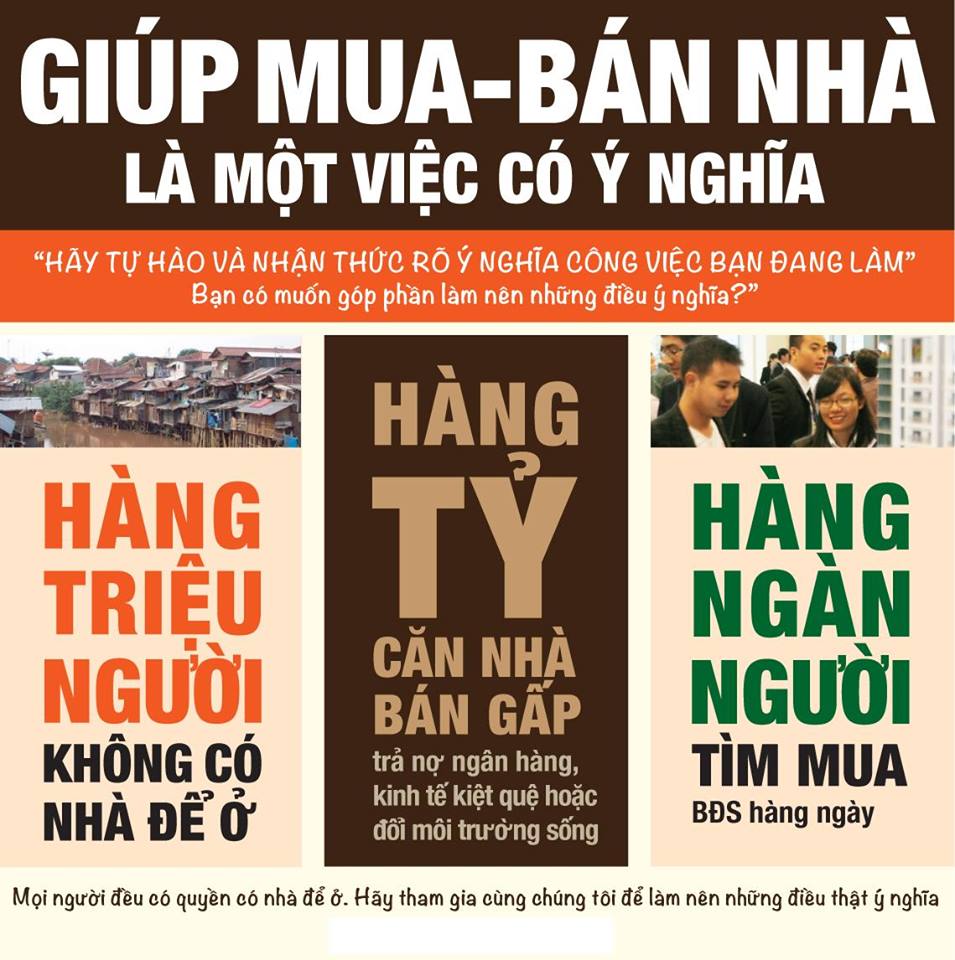 GIÚP MUA-BÁN NHÀ
LÀ MỘT VIỆC CÓ Ý NGHĨA
“HÃY TỰ HÀO VÀ NHẬN THỨC RÕ Ý NGHĨA CÔNG VIỆC BẠN ĐANG LÀM”
Bạn có muốn góp phần làm nên những điều ý nghĩa?”
HÀNG
TRIỆU
NGƯỜI
KHÔNG CÓ
NHÀ ĐỂ Ở
HÀNG
TỶ
CĂN NHÀ
BÁN GẤP
trả nợ ngân hàng,
kinh tế kiệt quệ hoặc
đổi môi trường sống
HÀNG
NGÀN
NGƯỜI
TÌM MUA
BĐS hàng ngày
Mọi người đều có quyền có nhà để ở. Hãy tham gia cùng chúng tôi để làm nên những điều thật ý nghĩa